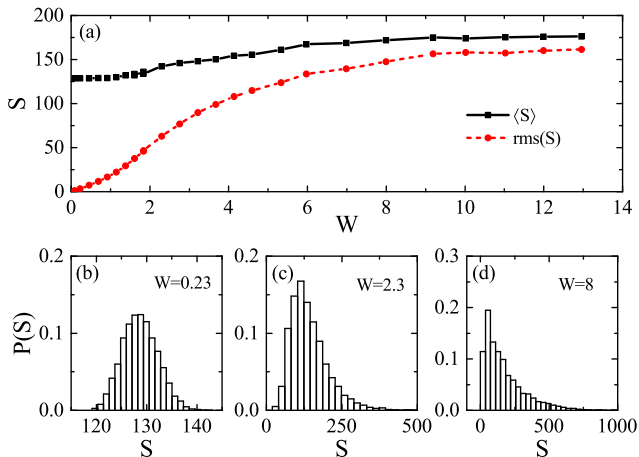 200
(a)
150
S
100
⟨S⟩
rms(S)
50
0
0 2 4 6 8 10 12 14
W
0.2 (b) W=0.23
0.2 (c) W=2.3
0.3 (d) W=8
0.2
P(S)
0.1
0.1
0.1
0.0
0.0
0.0
120 130 140
0 250 500
0 500 1000
S
S
S